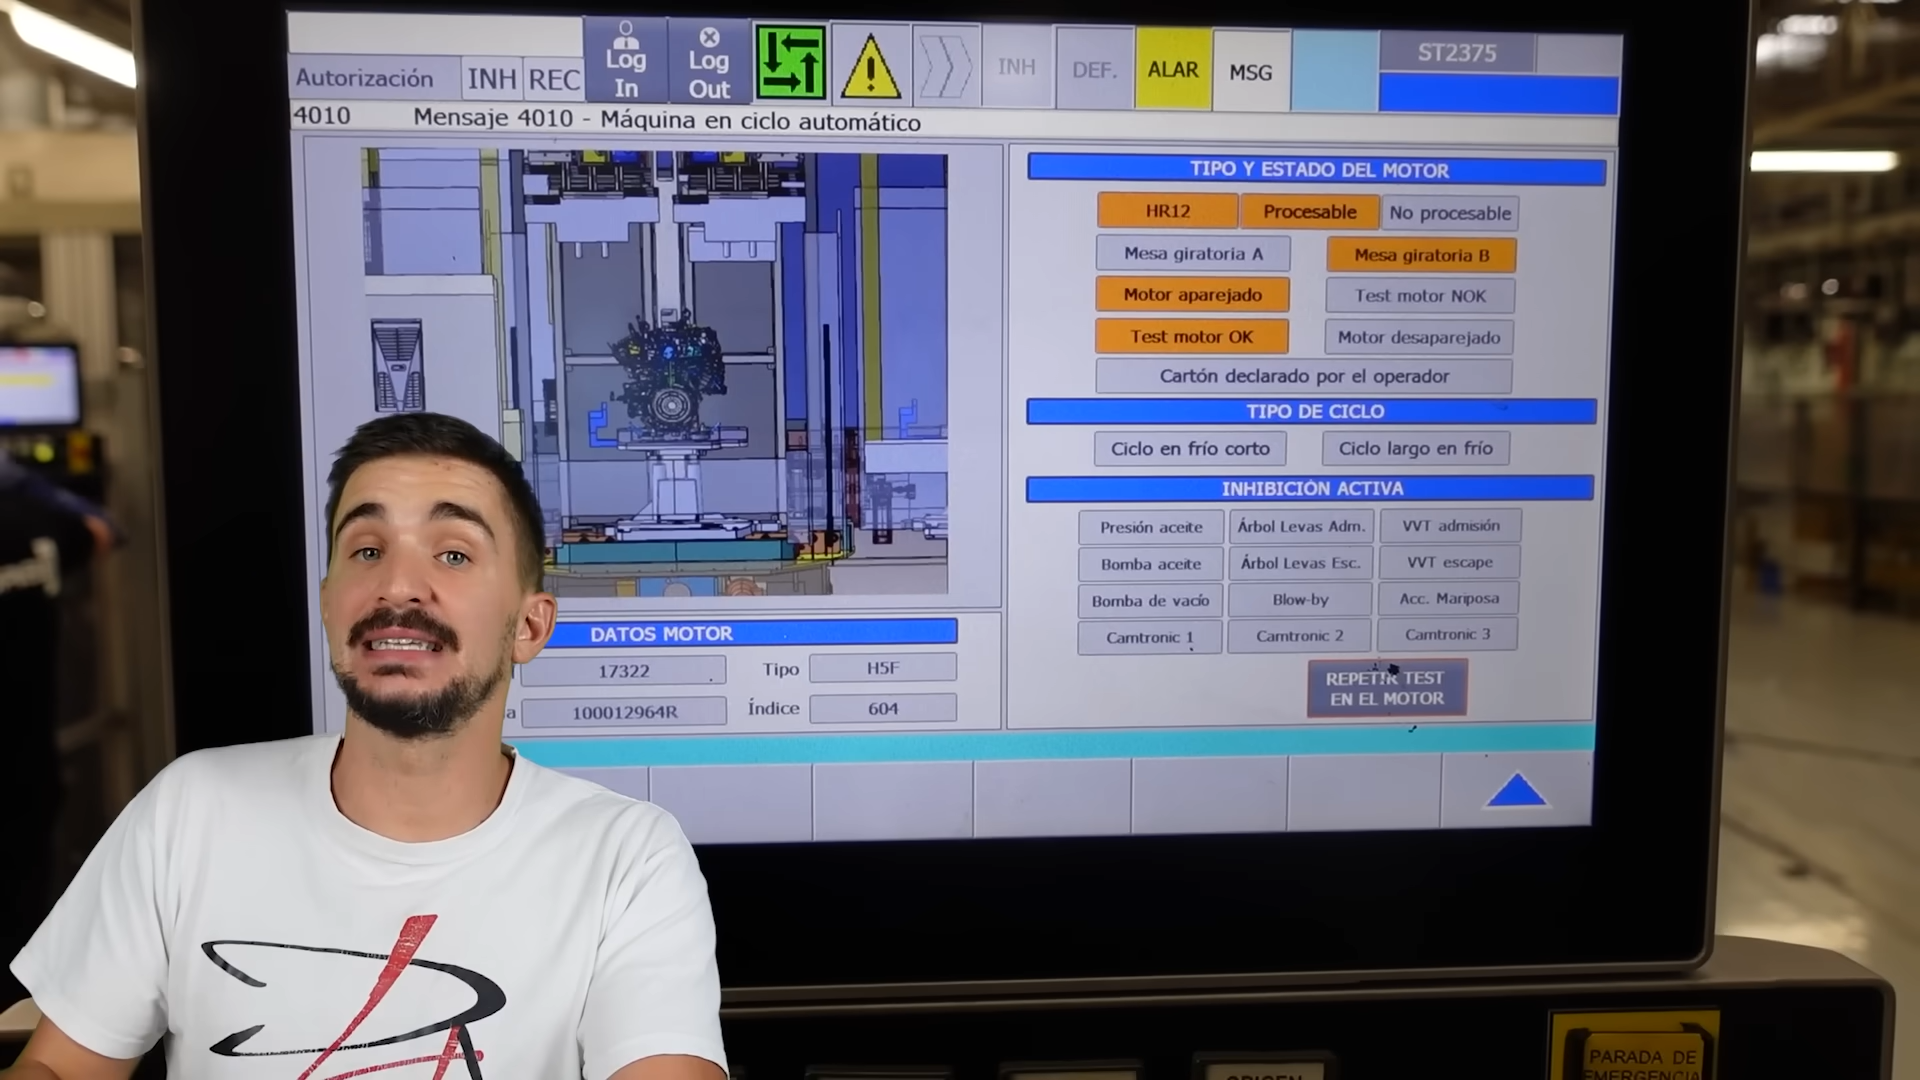 Log
In
Log
Out
INH
DEF.
ALAR
MSG
ST2375
Autorización
INH
REC
4010
Mensaje 4010 - Máquina en ciclo automático
TIPO Y ESTADO DEL MOTOR
HR12
Procesable
No procesable
Mesa giratoria A
Mesa giratoria B
Motor aparejado
Test motor NOK
Test motor OK
Motor desaparejado
Cartón declarado por el operador
TIPO DE CICLO
Ciclo en frío corto
Ciclo largo en frío
INHIBICIÓN ACTIVA
Presión aceite
Árbol Levas Adm.
VVT admisión
Bomba aceite
Árbol Levas Esc.
VVT escape
Bomba de vacío
Blow-by
Acc. Mariposa
Camtronic 1
Camtronic 2
Camtronic 3
REPETIR TEST
EN EL MOTOR
DATOS MOTOR
17322
Tipo
H5F
100012964R
Índice
604
PARADA DE
EMERGENCIA
ORIGEN